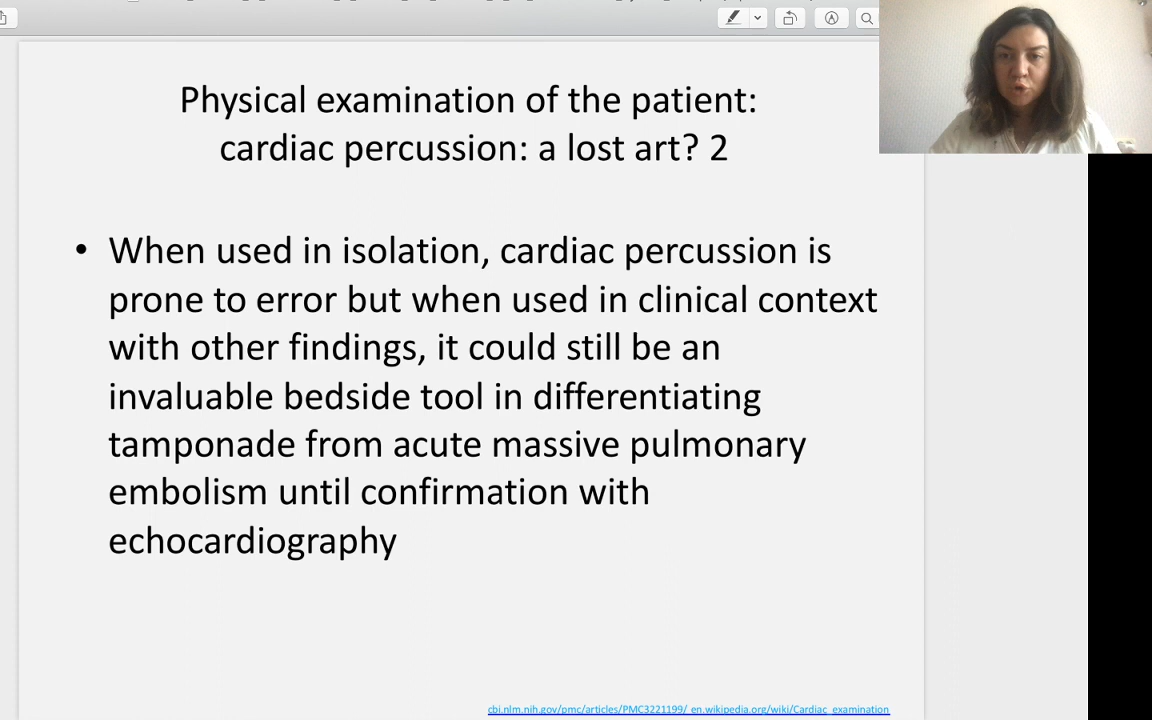 Physical examination of the patient:
cardiac percussion: a lost art? 2
• When used in isolation, cardiac percussion is
prone to error but when used in clinical context
with other findings, it could still be an
invaluable bedside tool in differentiating
tamponade from acute massive pulmonary
embolism until confirmation with
echocardiography
cbi.nlm.nih.gov/pmc/articles/PMC3221199/ en.wikipedia.org/wiki/Cardiac_examination